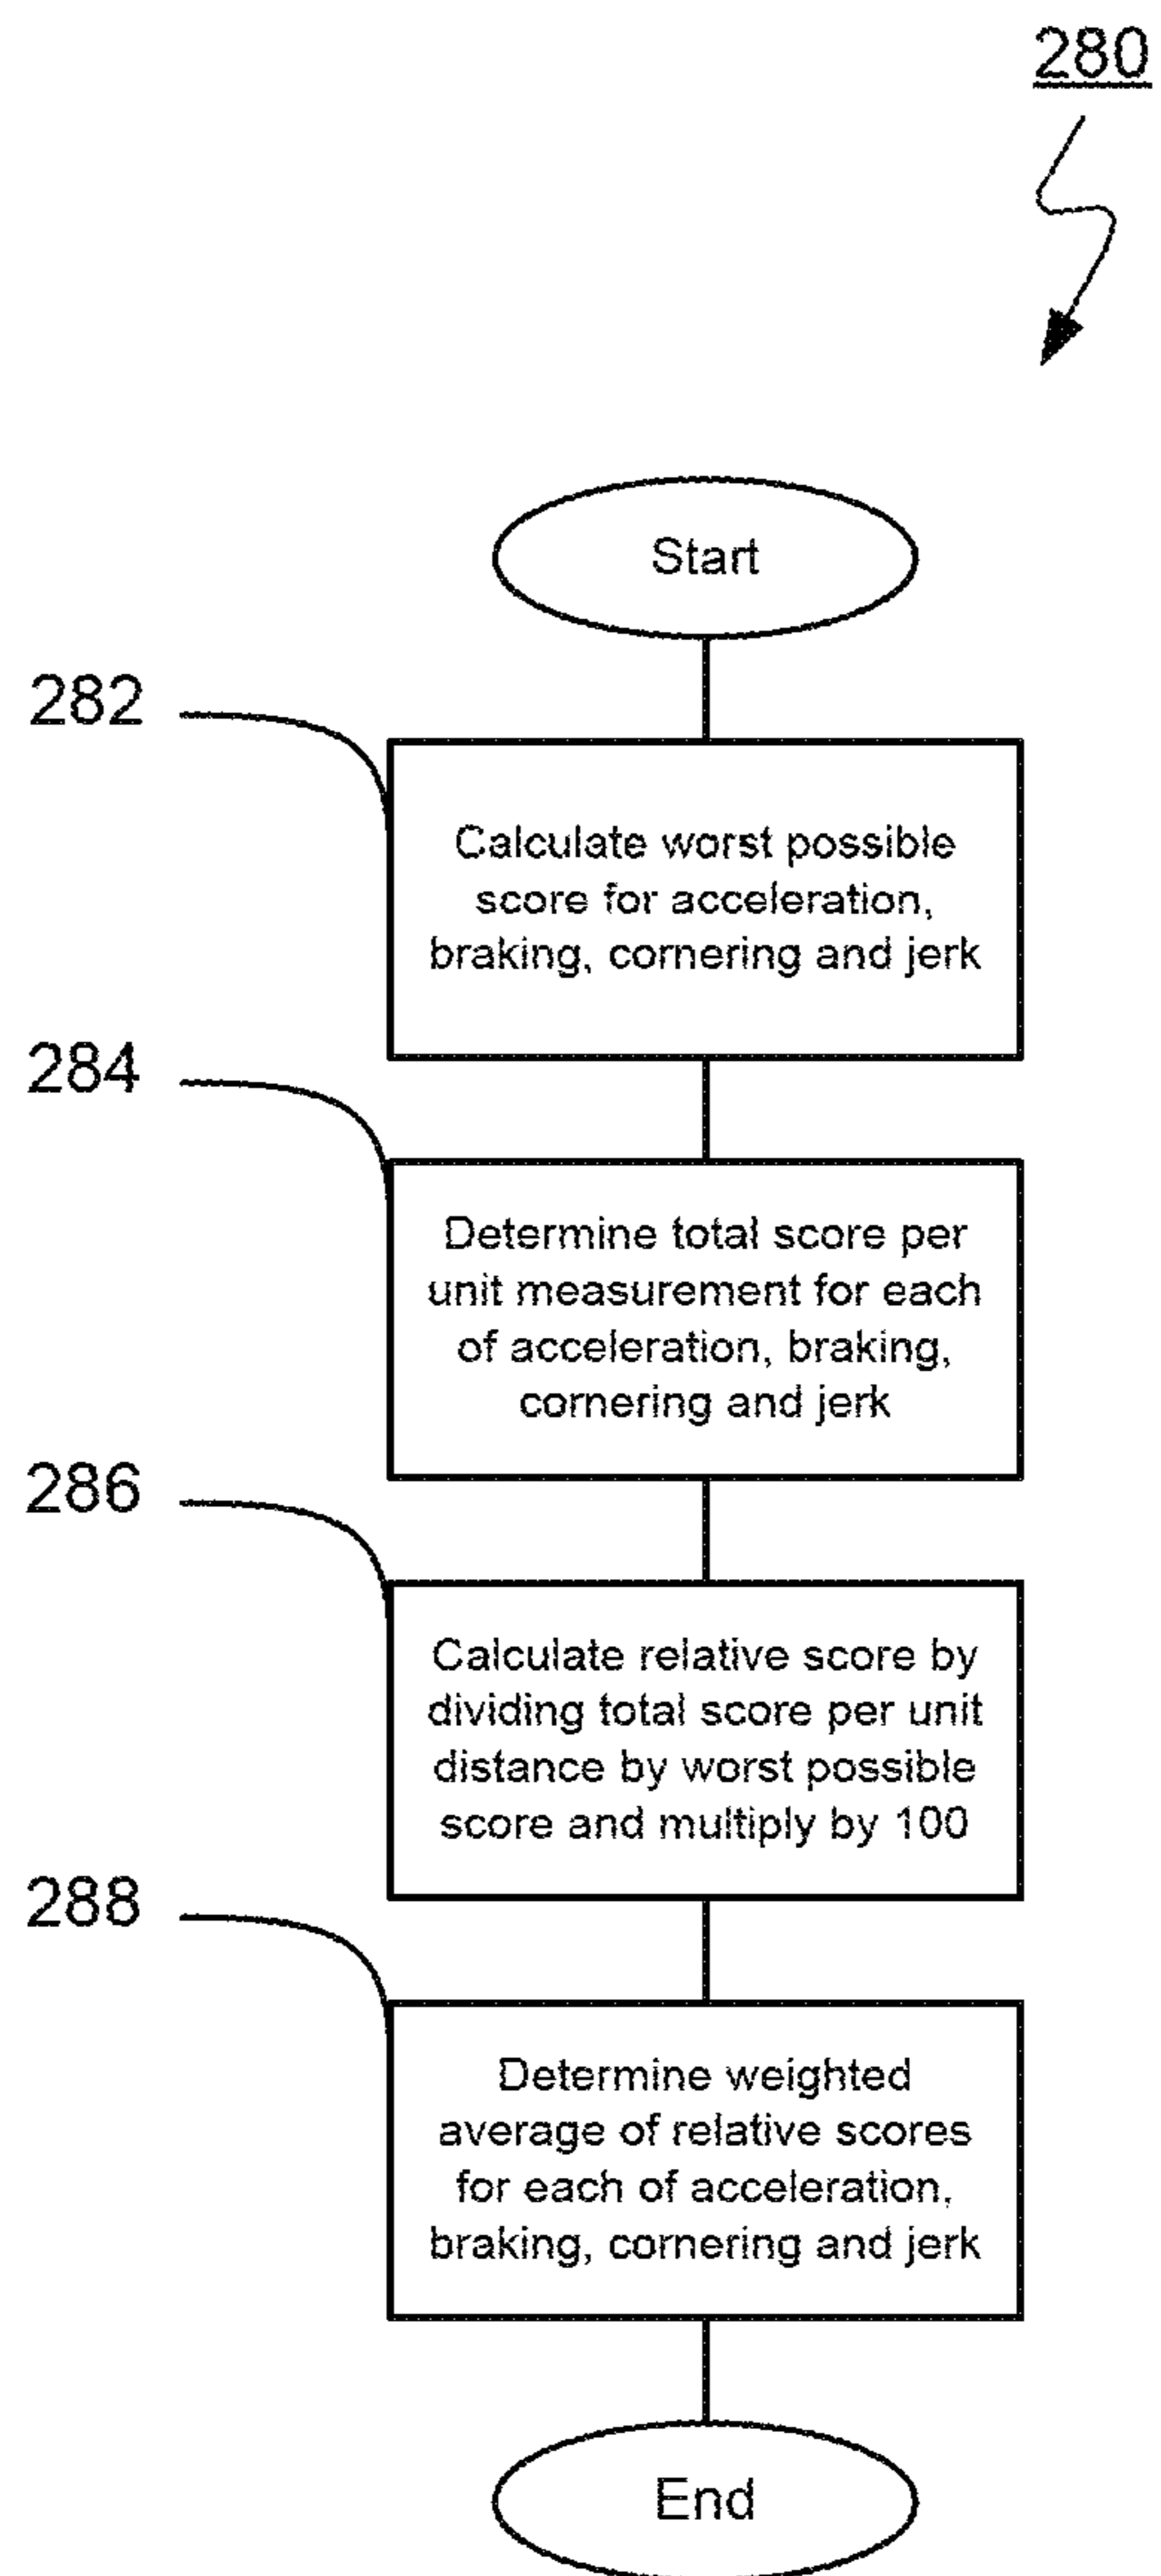 280
Start
282
Calculate worst possible
score for acceleration,
braking, cornering and jerk
284
Determine total score per
unit measurement for each
of acceleration, braking,
cornering and jerk
286
Calculate relative score by
dividing total score per unit
distance by worst possible
score and multiply by 100
288
Determine weighted
average of relative scores
for each of acceleration,
braking, cornering and jerk
End